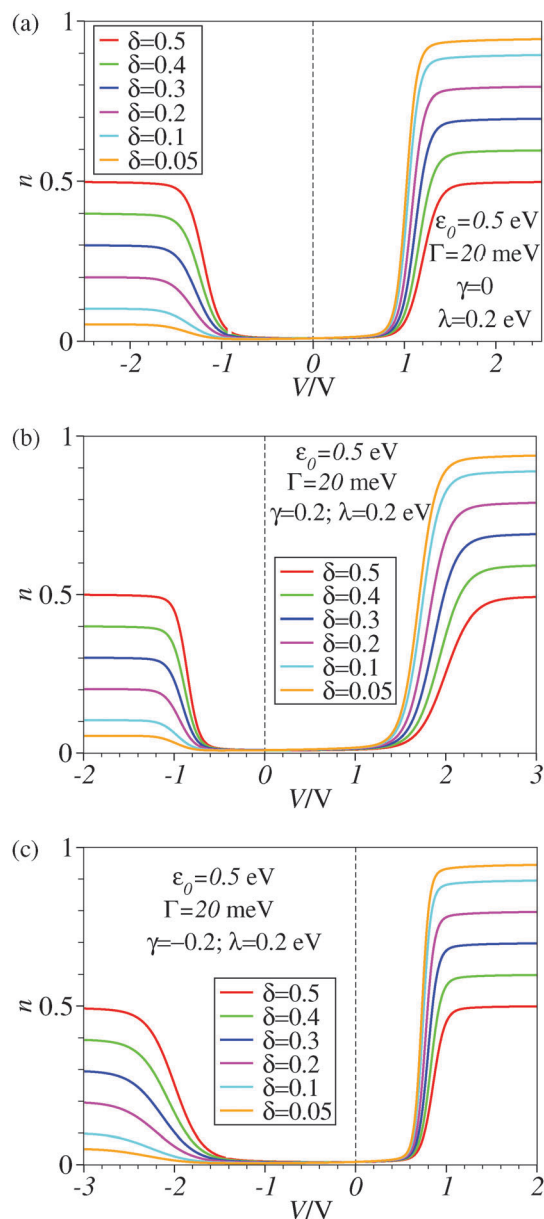 (a)
1
δ=0.5
δ=0.4
δ=0.3
δ=0.2
δ=0.1
δ=0.05
n
0.5
ε0=0.5 eV
Γ=20 meV
γ=0
λ=0.2 eV
0
-2 -1 0 1 2
V/V
(b)
1
ε0=0.5 eV
Γ=20 meV
γ=0.2; λ=0.2 eV
n
0.5
δ=0.5
δ=0.4
δ=0.3
δ=0.2
δ=0.1
δ=0.05
0
-2 -1 0 1 2 3
V/V
(c)
1
ε0=0.5 eV
Γ=20 meV
γ=−0.2; λ=0.2 eV
n
0.5
δ=0.5
δ=0.4
δ=0.3
δ=0.2
δ=0.1
δ=0.05
0
-3 -2 -1 0 1 2
V/V